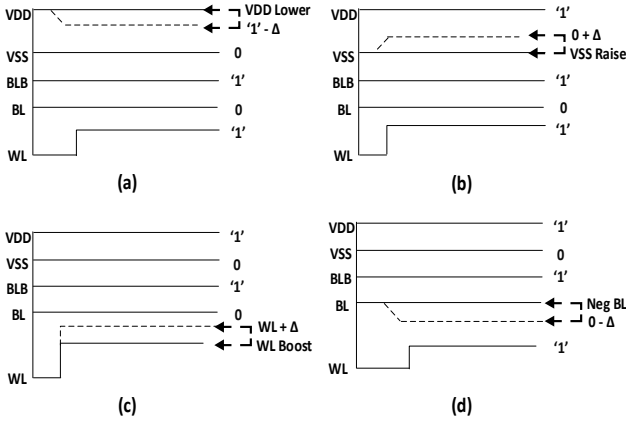 VDD
VDD Lower
‘1’ - Δ
VSS
0
BLB
‘1’
BL
0
WL
‘1’
(a)
VDD
‘1’
0 + Δ
VSS
VSS Raise
BLB
‘1’
BL
0
WL
‘1’
(b)
VDD
‘1’
VSS
0
BLB
‘1’
BL
0
WL + Δ
WL Boost
WL
(c)
VDD
‘1’
VSS
0
BLB
‘1’
BL
Neg BL
0 - Δ
WL
‘1’
(d)